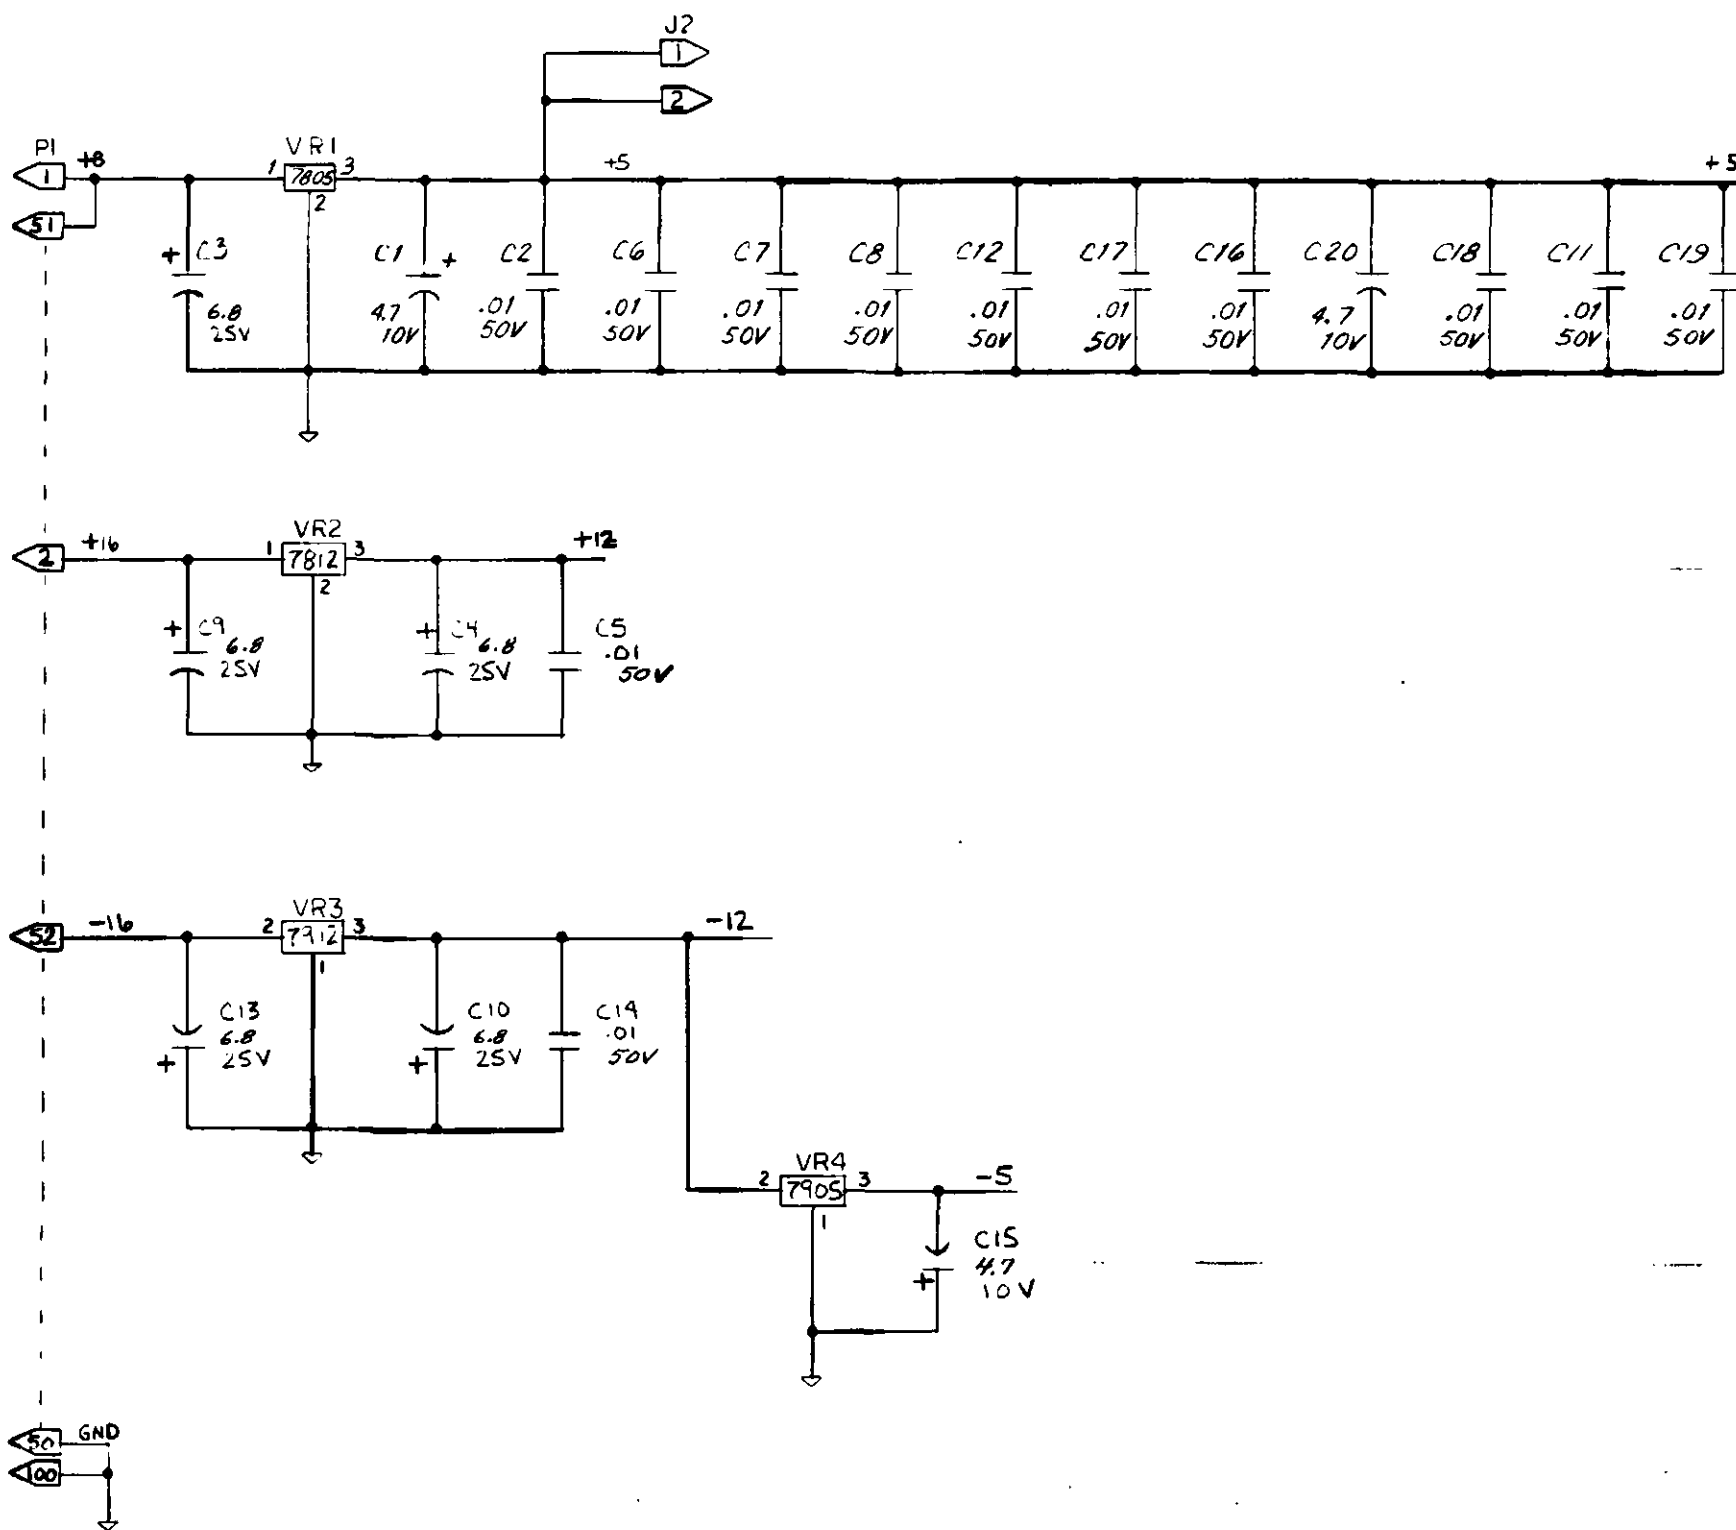 J2
1
2
P1
+8
1
VR1
1 7805 3
2
+5
+5
51
+ C3
6.8
25V
C1 +
4.7
10V
C2
.01
50V
C6
.01
50V
C7
.01
50V
C8
.01
50V
C12
.01
50V
C17
.01
50V
C16
.01
50V
C20
4.7
10V
C18
.01
50V
C11
.01
50V
C19
.01
50V
2
+16
VR2
1 7812 3
2
+12
+ C9
6.8
25V
+ C4
6.8
25V
C5
.01
50V
52
-16
VR3
2 7912 3
1
-12
C13
6.8
+ 25V
C10
6.8
+ 25V
C14
.01
50V
VR4
2 7905 3
1
-5
C15
4.7
+ 10V
50 GND
100